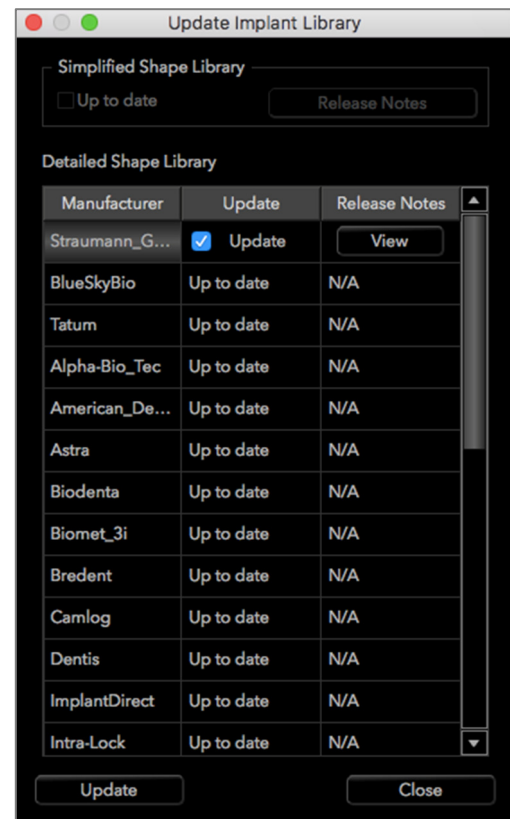 Update Implant Library
Simplified Shape Library
Up to date Release Notes
Detailed Shape Library
Manufacturer Update Release Notes
Straumann_G... Update View
BlueSkyBio Up to date N/A
Tatum Up to date N/A
Alpha-Bio_Tec Up to date N/A
American_De... Up to date N/A
Astra Up to date N/A
Biodenta Up to date N/A
Biomet_3i Up to date N/A
Bredent Up to date N/A
Camlog Up to date N/A
Dentis Up to date N/A
ImplantDirect Up to date N/A
Intra-Lock Up to date N/A
Update Close